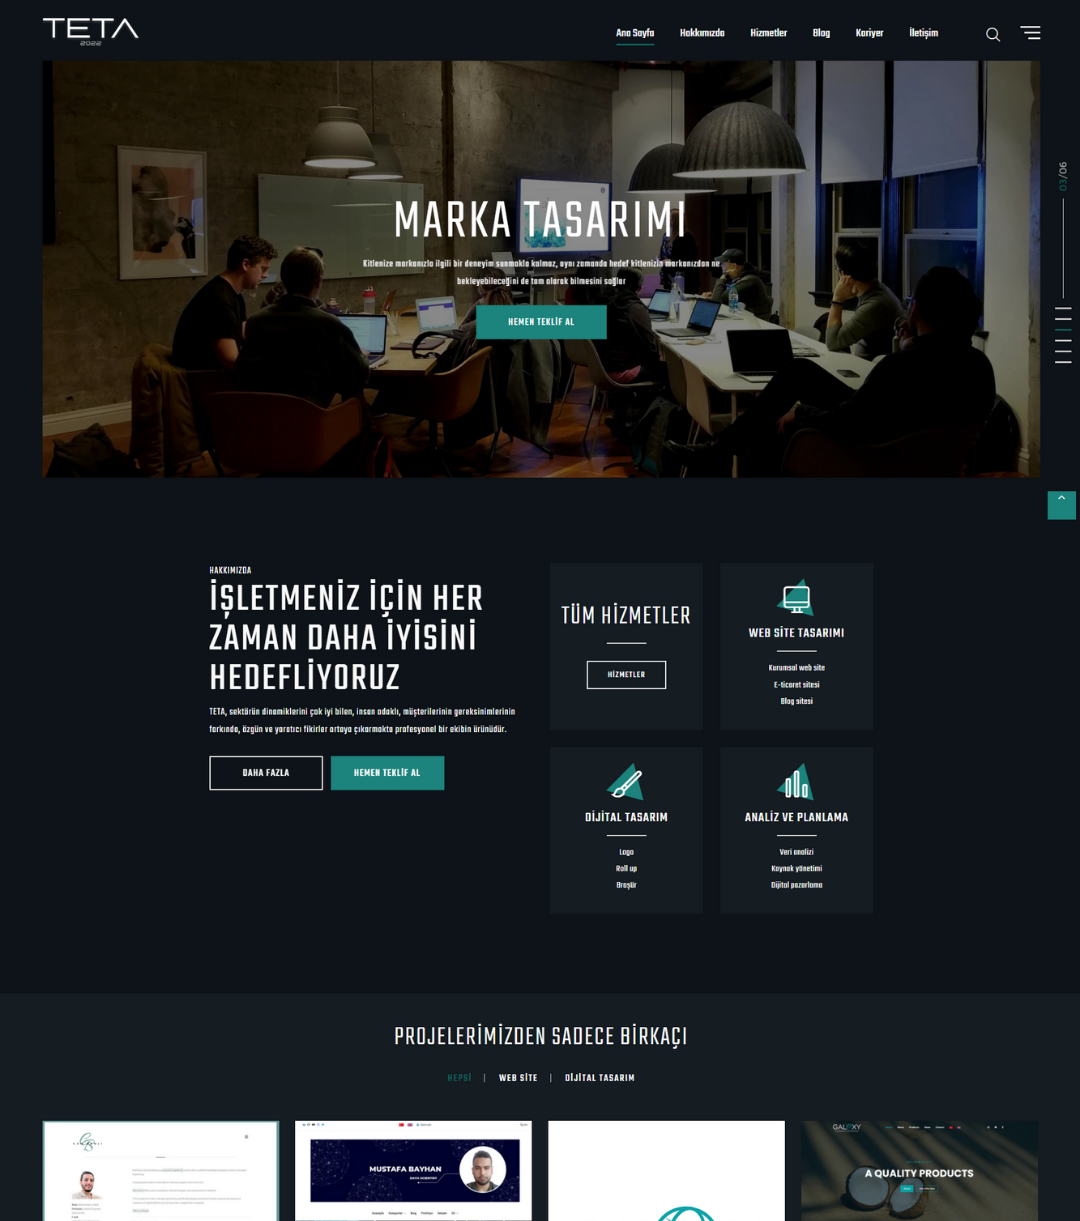 TETA
2022
Ana Sayfa
Hakkımızda
Hizmetler
Blog
Kariyer
İletişim
03/06
MARKA TASARIMI
Kitlenize markanızla ilgili bir deneyim sunmakla kalmaz, aynı zamanda hedef kitlenizin markanızdan ne
bekleyebileceğini de tam olarak bilmesini sağlar
HEMEN TEKLİF AL
HAKKIMIZDA
İŞLETMENİZ İÇİN HER
ZAMAN DAHA İYİSİNİ
HEDEFLİYORUZ
TETA, sektörün dinamiklerini çok iyi bilen, insan odaklı, müşterilerinin gereksinimlerinin
farkında, özgün ve yaratıcı fikirler ortaya çıkarmakta profesyonel bir ekibin ürünüdür.
DAHA FAZLA
HEMEN TEKLİF AL
TÜM HİZMETLER
HİZMETLER
WEB SİTE TASARIMI
Kurumsal web site
E-ticaret sitesi
Blog sitesi
DİJİTAL TASARIM
Logo
Roll up
Broşür
ANALİZ VE PLANLAMA
Veri analizi
Kaynak yönetimi
Dijital pazarlama
PROJELERİMİZDEN SADECE BİRKAÇI
HEPSİ | WEB SİTE | DİJİTAL TASARIM
MUSTAFA BAYHAN
DATA SCIENTIST
GALAXY
A QUALITY PRODUCTS